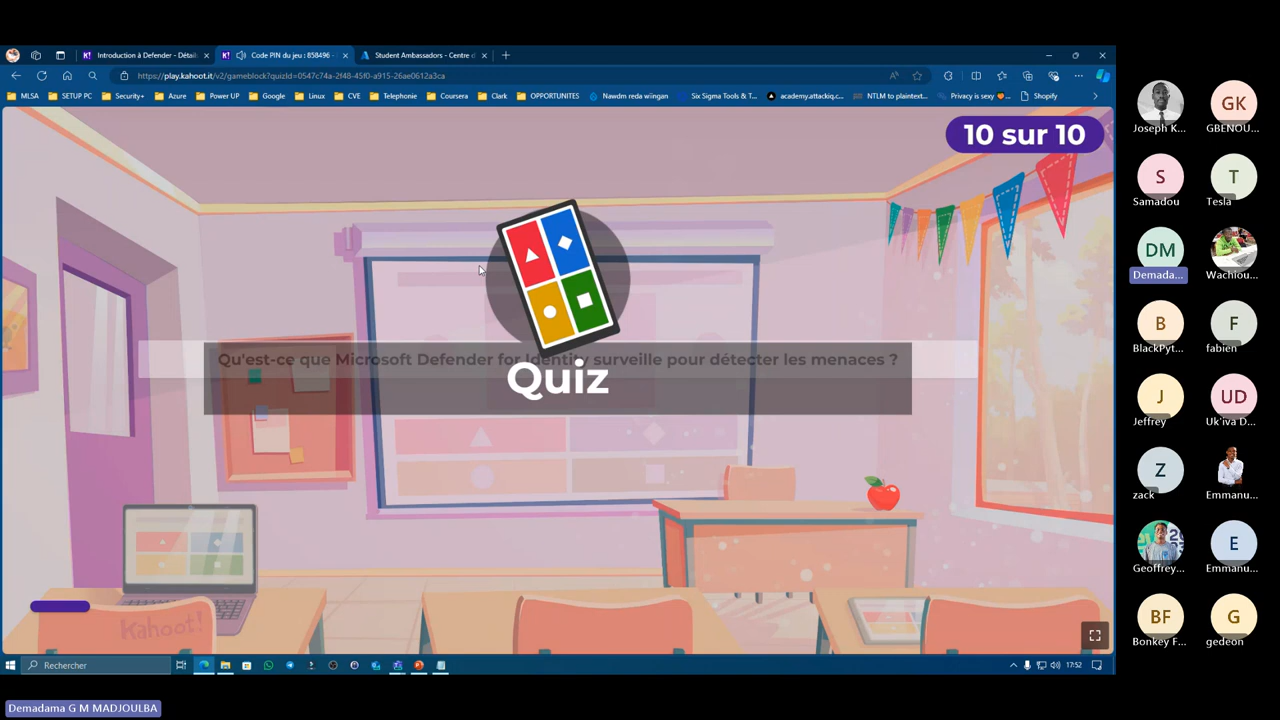 Introduction à Defender - Détail
Code PIN du jeu : 858496 -
Student Ambassadors - Centre d'
https://play.kahoot.it/v2/gameblock?quizId=0547c74a-2f48-45f0-a915-26ae0612a3ca
MLSA
SETUP PC
Security+
Azure
Power UP
Google
Linux
CVE
Telephonie
Coursera
Clark
OPPORTUNITES
Nawdm reda wiingan
Six Sigma Tools & T...
academy.attackiq.c...
NTLM to plaintext...
Privacy is sexy
Shopify
10 sur 10
Qu'est-ce que Microsoft Defender for Identity surveille pour détecter les menaces ?
Quiz
Kahoot!
Rechercher
17:52
Joseph K...
GK
GBENOU...
S
Samadou
T
Tesla
DM
Demada...
Wachiou...
B
BlackPyt...
F
fabien
J
Jeffrey
UD
Uk'iva D...
Z
zack
Emmanu...
Geoffrey...
E
Emmanu...
BF
Bonkey F...
G
gedeon
Demadama G M MADJOULBA